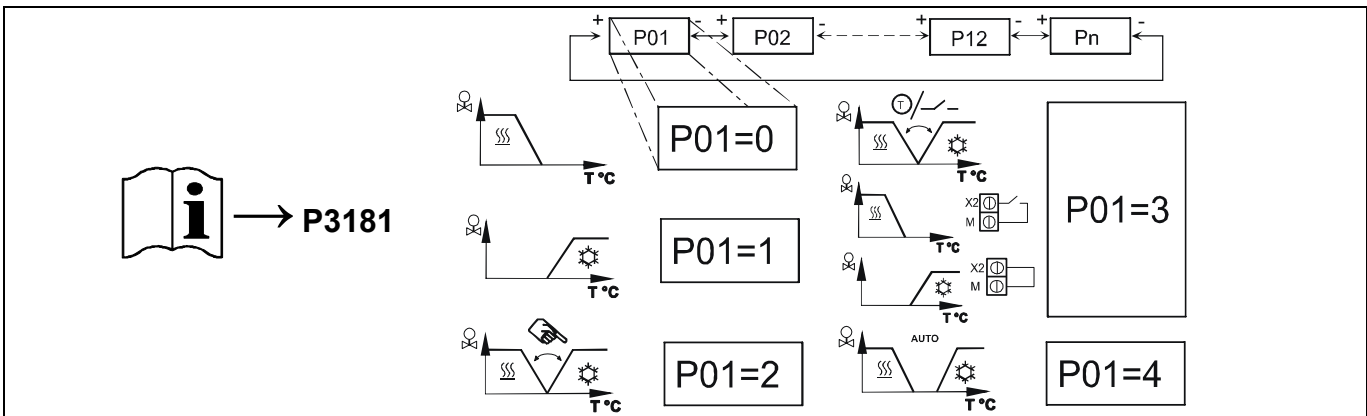 + P01 - + P02 - + P12 - + Pn -
P01=0
T °C
P01=1
T °C
P01=2
T °C
i → P3181
T
T °C
P01=3
X2
M
T °C
X2
M
T °C
AUTO
P01=4
T °C